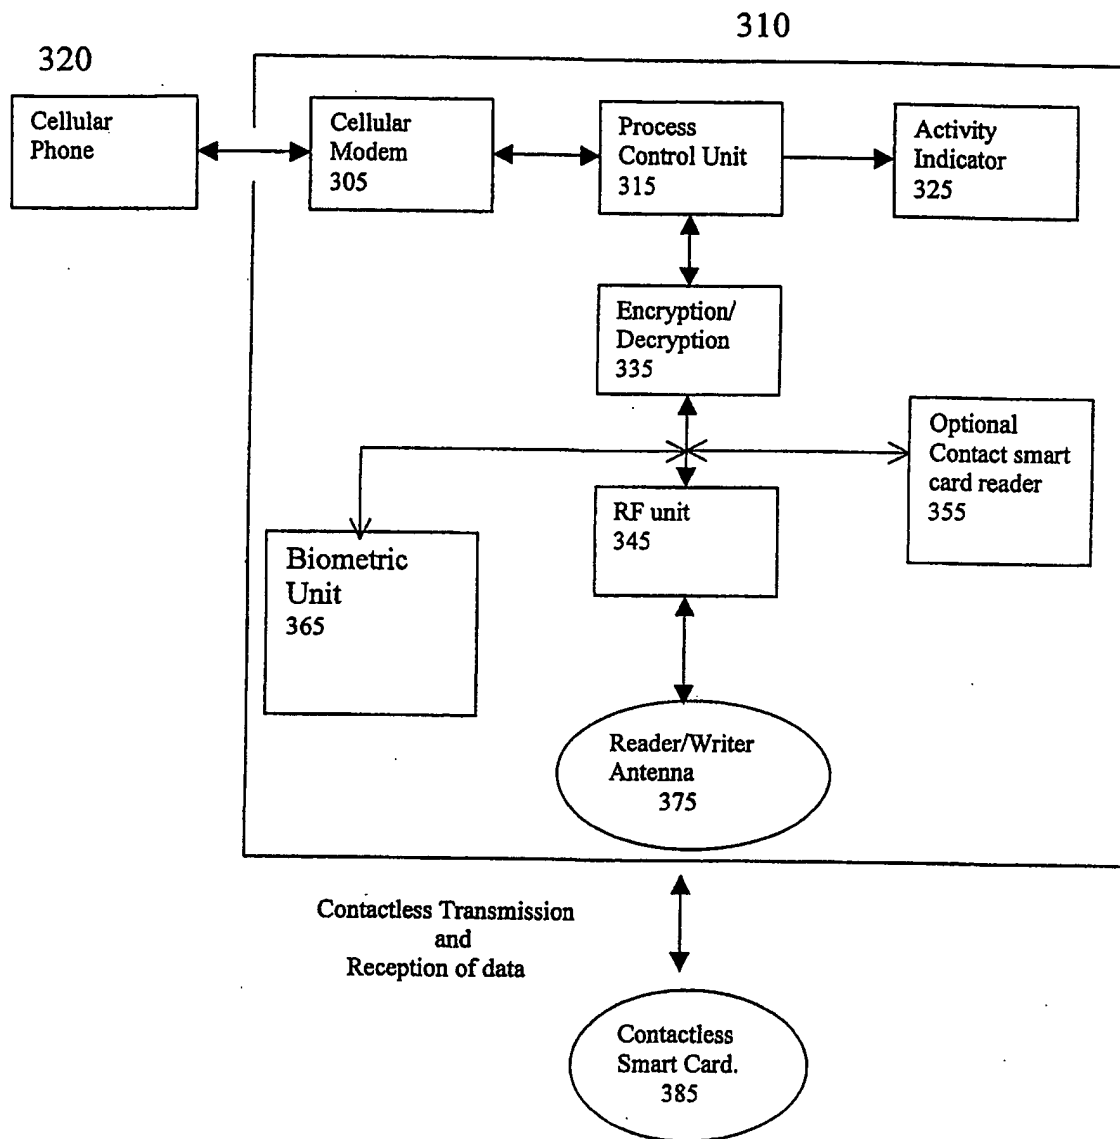 310
320
Cellular
Phone
Cellular
Modem
305
Process
Control Unit
315
Activity
Indicator
325
Encryption/
Decryption
335
Optional
Contact smart
card reader
355
RF unit
345
Biometric
Unit
365
Reader/Writer
Antenna
375
Contactless Transmission
and
Reception of data
Contactless
Smart Card.
385